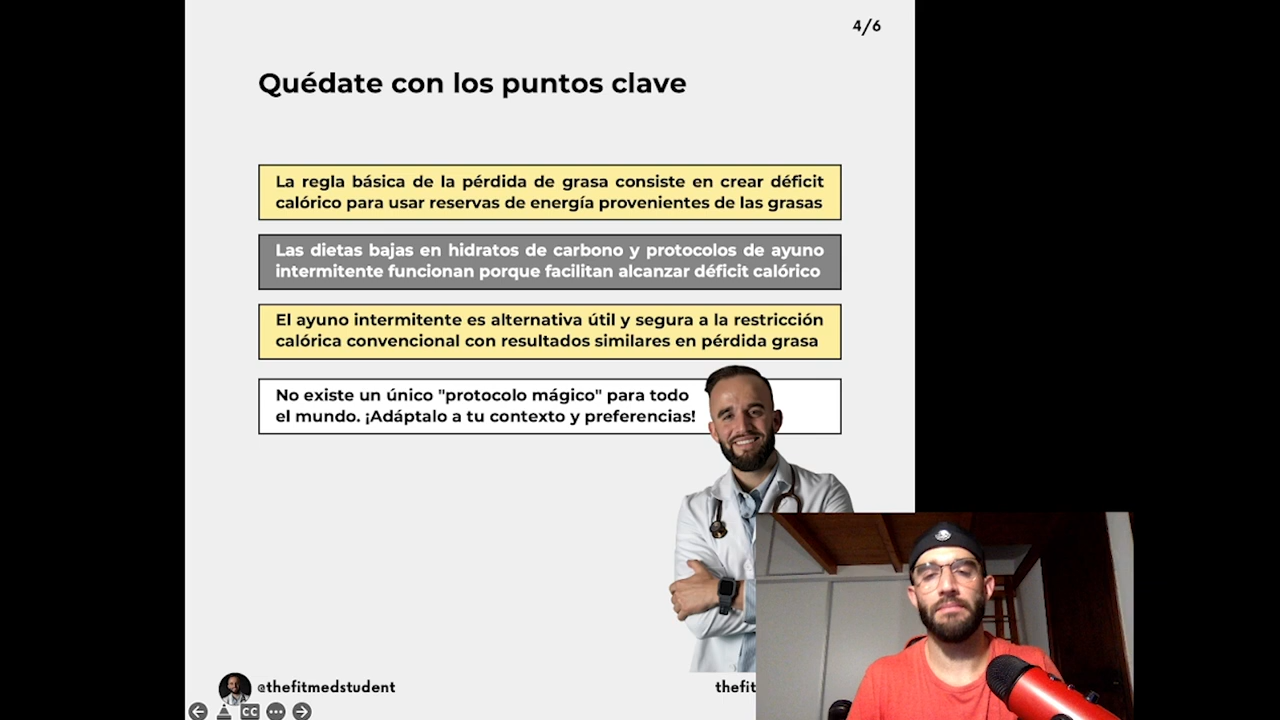 4/6
Quédate con los puntos clave
La regla básica de la pérdida de grasa consiste en crear déficit
calórico para usar reservas de energía provenientes de las grasas
Las dietas bajas en hidratos de carbono y protocolos de ayuno
intermitente funcionan porque facilitan alcanzar déficit calórico
El ayuno intermitente es alternativa útil y segura a la restricción
calórica convencional con resultados similares en pérdida grasa
No existe un único "protocolo mágico" para todo
el mundo. ¡Adáptalo a tu contexto y preferencias!
@thefitmedstudent
thefit
CC